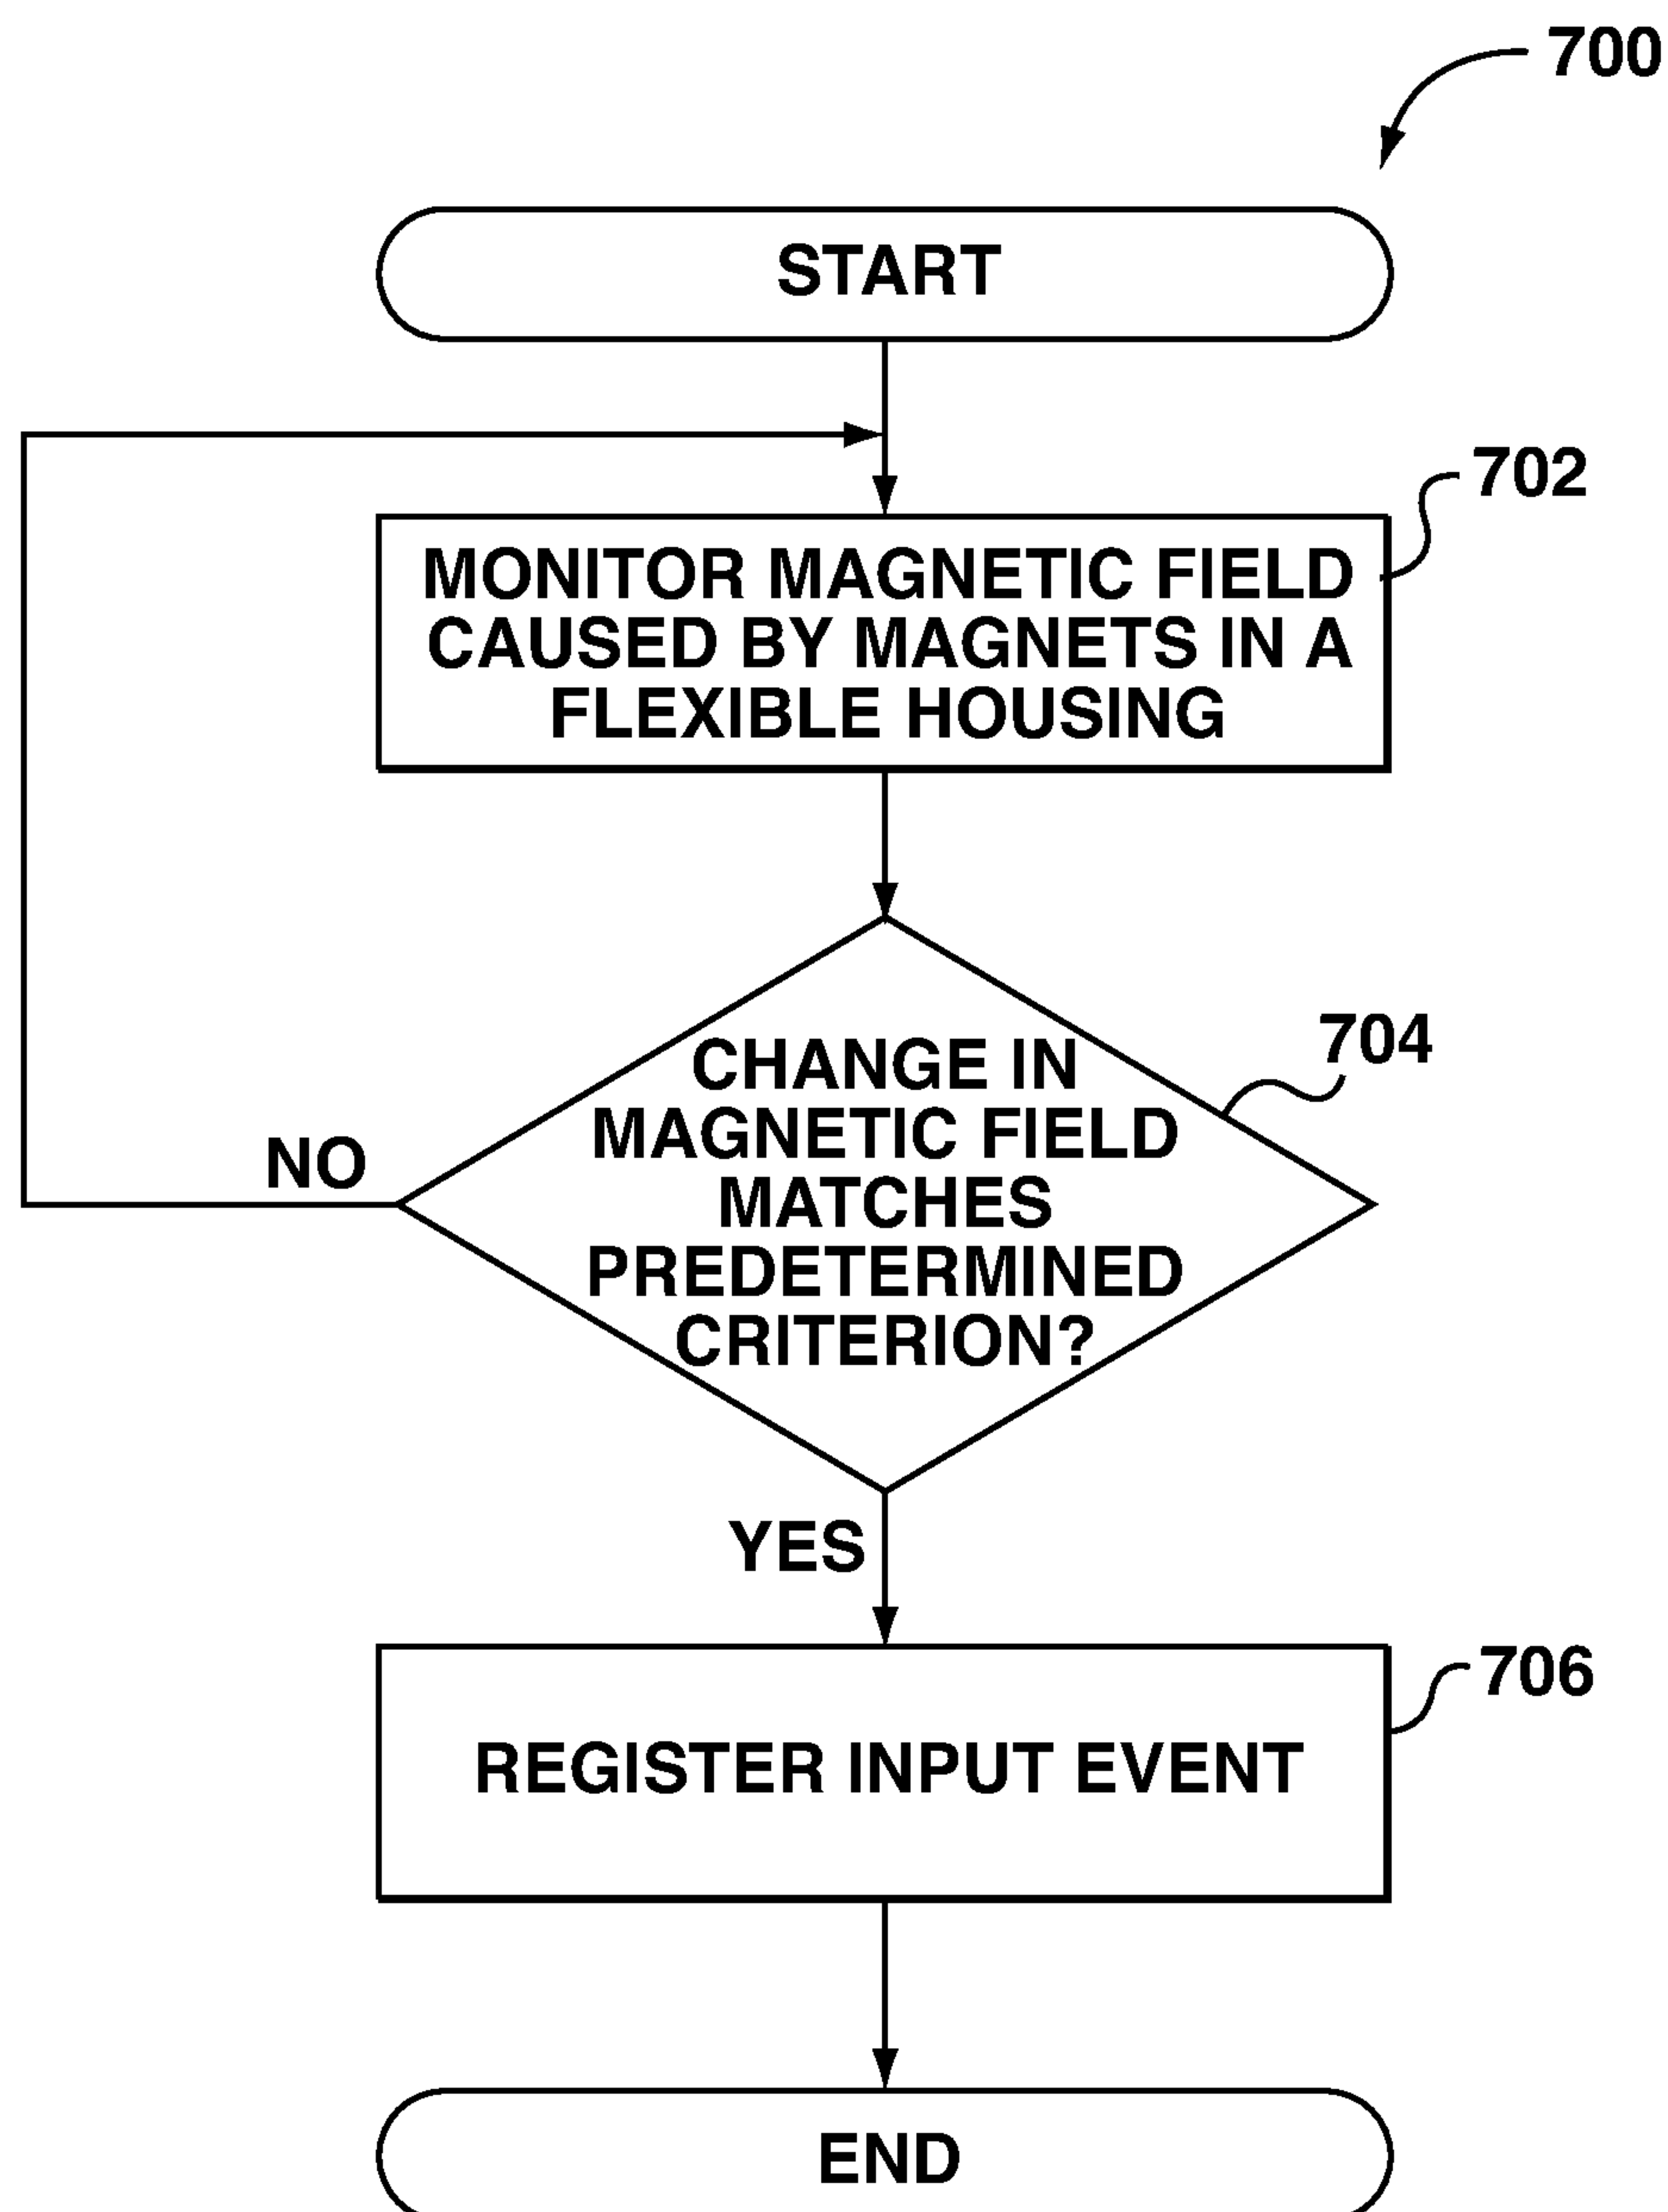 700
START
702
MONITOR MAGNETIC FIELD
CAUSED BY MAGNETS IN A
FLEXIBLE HOUSING
704
CHANGE IN
MAGNETIC FIELD
MATCHES
PREDETERMINED
CRITERION?
NO
YES
706
REGISTER INPUT EVENT
END